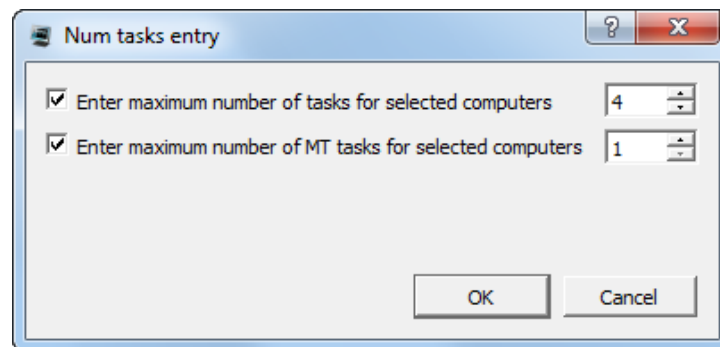 Num tasks entry
Enter maximum number of tasks for selected computers 4
Enter maximum number of MT tasks for selected computers 1
OK Cancel